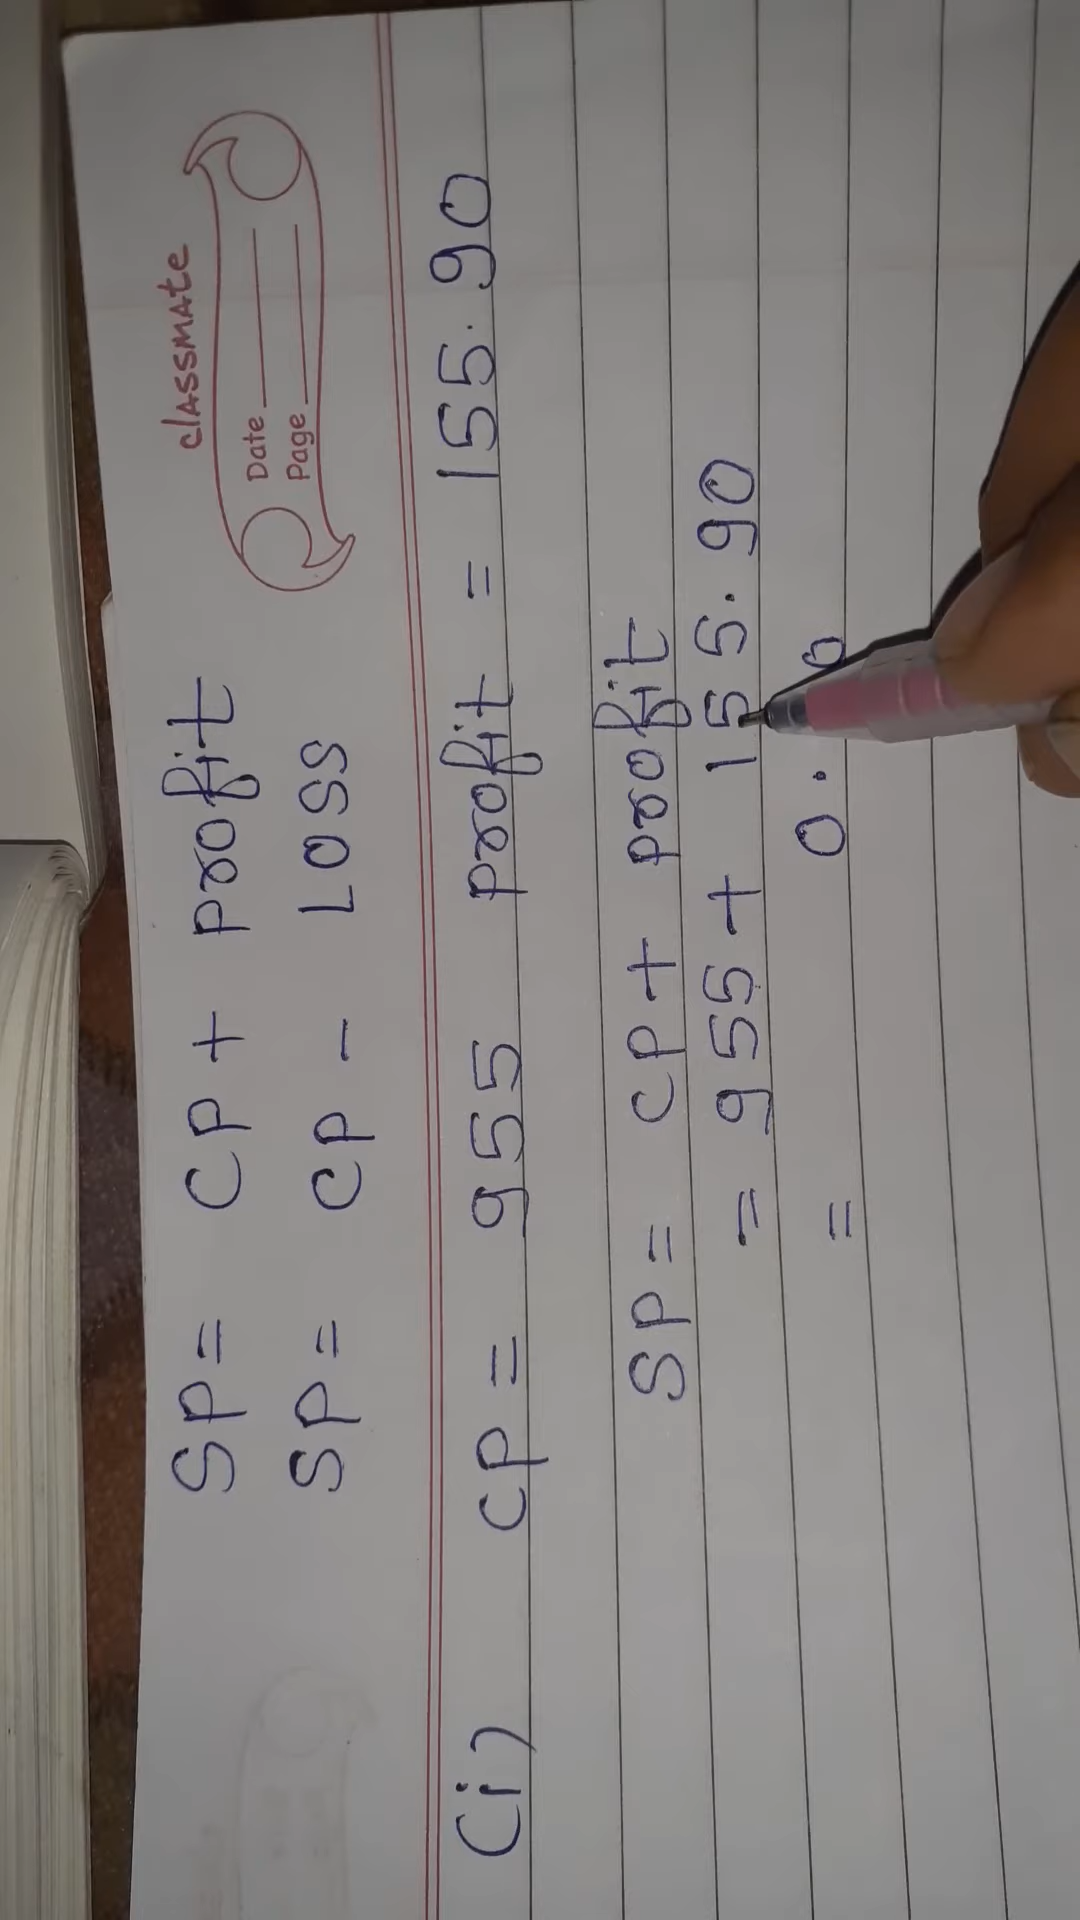 classmate
Date
Page
SP = CP + Profit
SP = CP - LOSS
(i) CP = 955 Profit = 155.90
SP = CP + Profit
= 955 + 155.90
= 0.